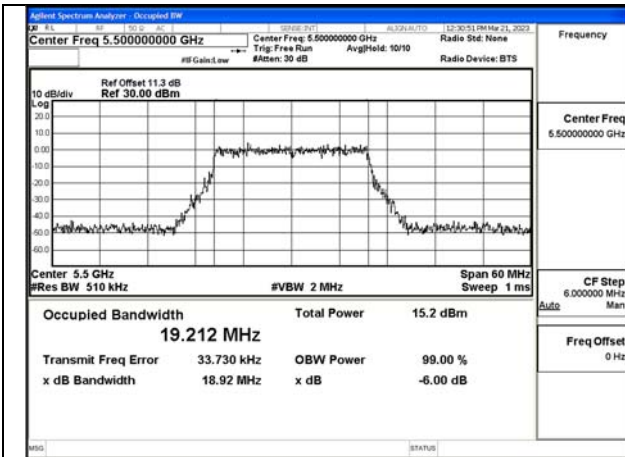 Agilent Spectrum Analyzer - Occupied BW
RL RF 50 Ω AC SENSE:INT ALIGN AUTO 12:30:51 PM Mar 21, 2023
Center Freq 5.500000000 GHz
Center Freq: 5.500000000 GHz
Radio Std: None
Trig: Free Run Avg|Hold: 10/10
#IFGain:Low #Atten: 30 dB Radio Device: BTS
Frequency
Ref Offset 11.3 dB
10 dB/div Ref 30.00 dBm
Log
20.0
10.0
0.00
-10.0
-20.0
-30.0
-40.0
-50.0
-60.0
Center Freq
5.500000000 GHz
Center 5.5 GHz Span 60 MHz
#Res BW 510 kHz #VBW 2 MHz Sweep 1 ms
CF Step
6.000000 MHz
Auto Man
Occupied Bandwidth Total Power 15.2 dBm
19.212 MHz
Transmit Freq Error 33.730 kHz OBW Power 99.00 %
x dB Bandwidth 18.92 MHz x dB -6.00 dB
Freq Offset
0 Hz
MSG STATUS